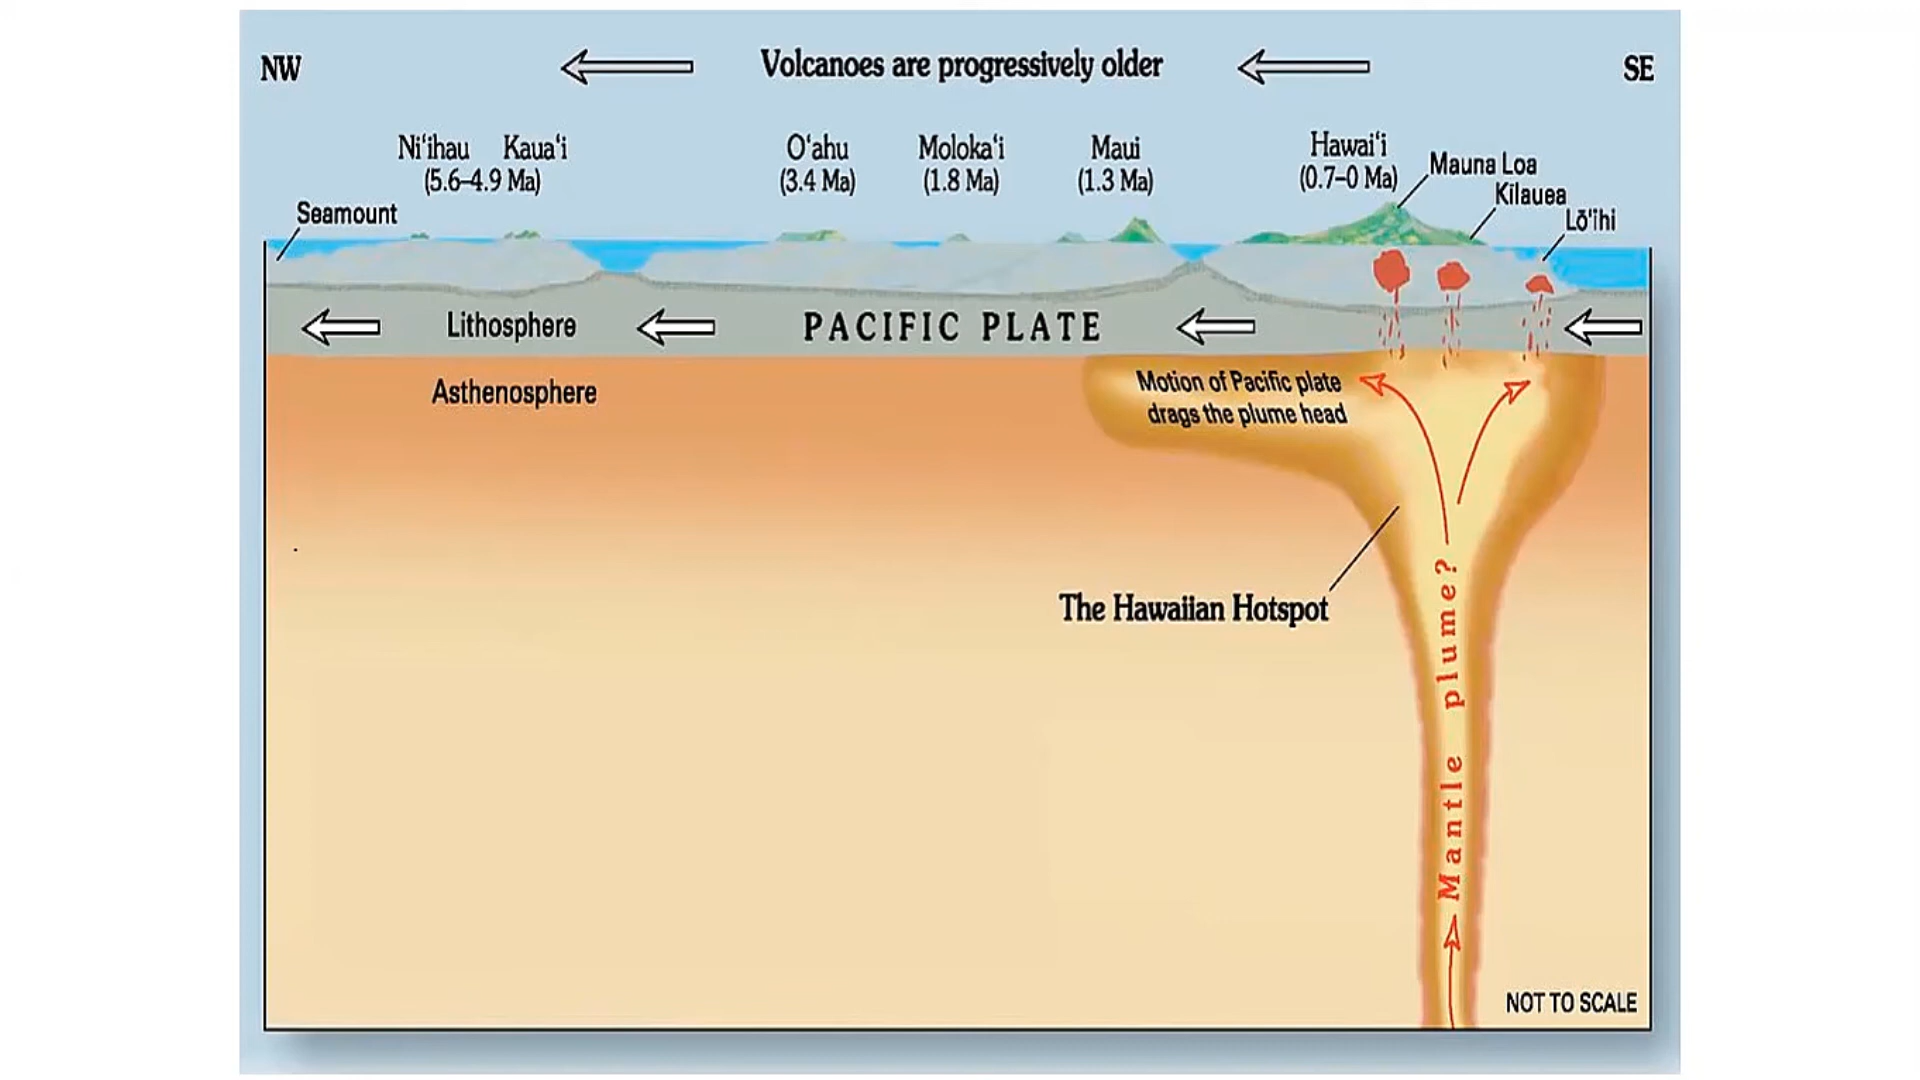 NW
Volcanoes are progressively older
SE
Ni‘ihau Kaua‘i
(5.6–4.9 Ma)
O‘ahu
(3.4 Ma)
Moloka‘i
(1.8 Ma)
Maui
(1.3 Ma)
Hawai‘i
(0.7–0 Ma)
Mauna Loa
Kīlauea
Lō‘ihi
Seamount
Lithosphere
PACIFIC PLATE
Asthenosphere
Motion of Pacific plate
drags the plume head
The Hawaiian Hotspot
Mantle plume?
NOT TO SCALE